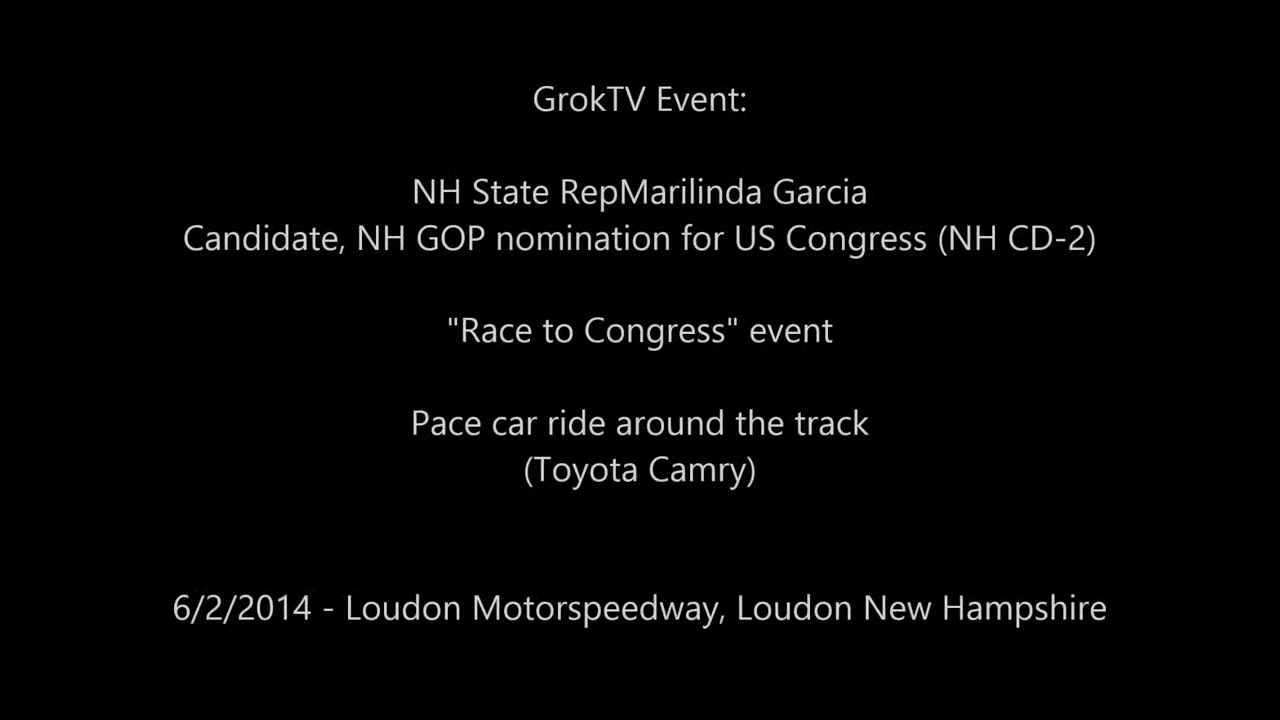 GrokTV Event:
NH State RepMarilinda Garcia
Candidate, NH GOP nomination for US Congress (NH CD-2)
"Race to Congress" event
Pace car ride around the track
(Toyota Camry)
6/2/2014 - Loudon Motorspeedway, Loudon New Hampshire